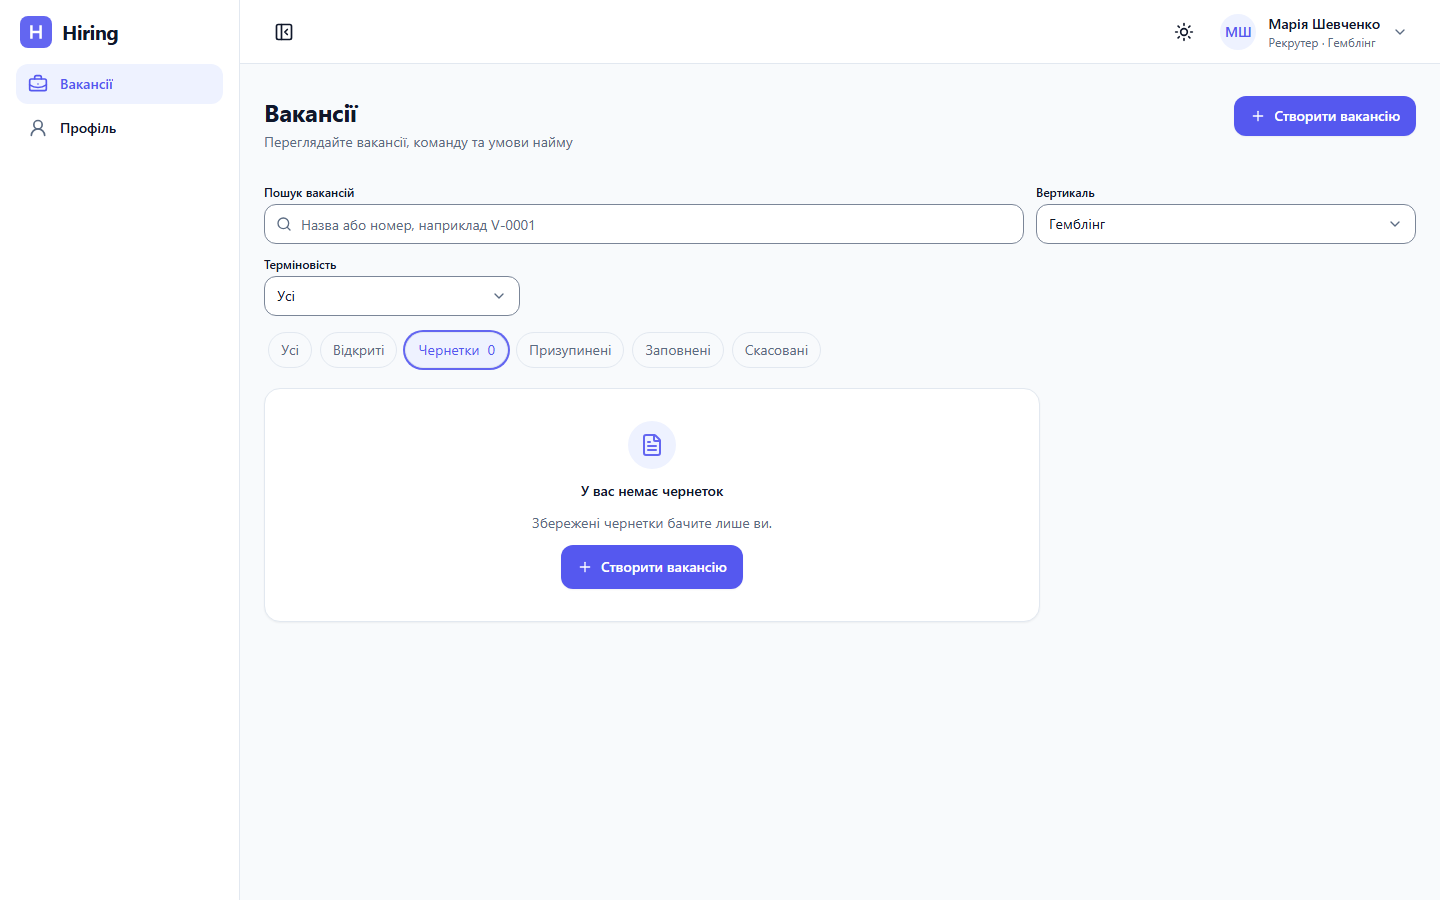 H Hiring
Вакансії
Профіль
МШ
Марія Шевченко
Рекрутер · Гемблінг
Вакансії
Переглядайте вакансії, команду та умови найму
Створити вакансію
Пошук вакансій
Назва або номер, наприклад V-0001
Вертикаль
Гемблінг
Терміновість
Усі
Усі Відкриті Чернетки 0 Призупинені Заповнені Скасовані
У вас немає чернеток
Збережені чернетки бачите лише ви.
Створити вакансію